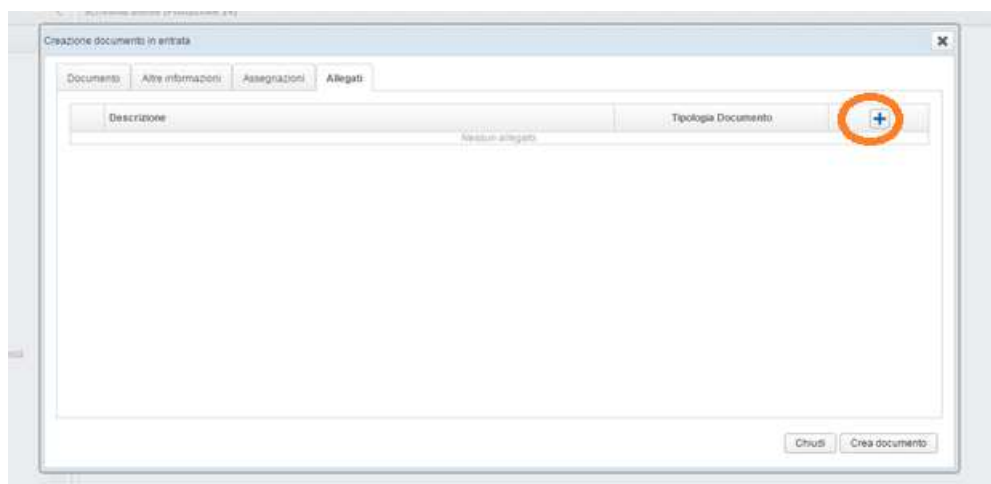 Creazione documento in entrata
Documento Altre informazioni Assegnazioni Allegati
Descrizione Tipologia Documento
Nessun allegato
Chiudi Crea documento